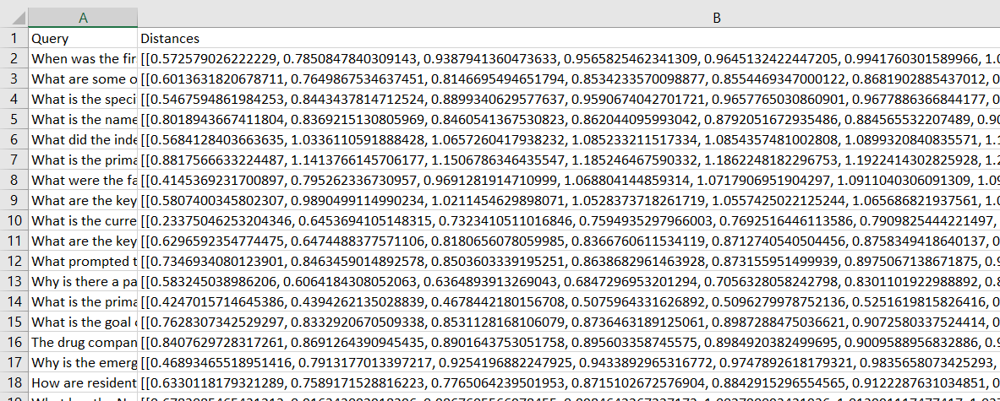 A B
1 Query Distances
2 When was the fir [[0.572579026222229, 0.7850847840309143, 0.9387941360473633, 0.9565825462341309, 0.9645132422447205, 0.9941760301589966, 1.0
3 What are some o [[0.6013631820678711, 0.7649867534637451, 0.8146695494651794, 0.8534233570098877, 0.8554469347000122, 0.8681902885437012, 0
4 What is the speci [[0.5467594861984253, 0.8443437814712524, 0.8899340629577637, 0.9590674042701721, 0.9657765030860901, 0.9677886366844177, 0
5 What is the name [[0.8018943667411804, 0.8369215130805969, 0.8460541367530823, 0.862044095993042, 0.8792051672935486, 0.884565532207489, 0.90
6 What did the inde [[0.5684128403663635, 1.0336110591888428, 1.0657260417938232, 1.085233211517334, 1.0854357481002808, 1.0899320840835571, 1.1
7 What is the prima [[0.8817566633224487, 1.1413766145706177, 1.1506786346435547, 1.185246467590332, 1.1862248182296753, 1.1922414302825928, 1.2
8 What were the fa [[0.4145369231700897, 0.795262336730957, 0.9691281914710999, 1.068804144859314, 1.0717906951904297, 1.0911040306091309, 1.09
9 What are the key [[0.5807400345802307, 0.9890499114990234, 1.0211454629898071, 1.0528373718261719, 1.0557425022125244, 1.065686821937561, 1.0
10 What is the curre [[0.23375046253204346, 0.6453694105148315, 0.7323410511016846, 0.7594935297966003, 0.7692516446113586, 0.7909825444221497,
11 What are the key [[0.6296592354774475, 0.6474488377571106, 0.8180656078059985, 0.8366760611534119, 0.8712740540504456, 0.8758349418640137, 0
12 What prompted t [[0.7346934080123901, 0.8463459014892578, 0.8503603339195251, 0.8638682961463928, 0.873155951499939, 0.8975067138671875, 0.9
13 Why is there a pa [[0.583245038986206, 0.6064184308052063, 0.6364893913269043, 0.6847296953201294, 0.7056328058242798, 0.8301101922988892, 0.8
14 What is the prima [[0.4247015714645386, 0.4394262135028839, 0.4678442180156708, 0.5075964331626892, 0.5096279978752136, 0.5251619815826416, 0
15 What is the goal [[0.7628307342529297, 0.8332920670509338, 0.8531128168106079, 0.8736463189125061, 0.8987288475036621, 0.9072580337524414, 0
16 The drug compan [[0.8407629728317261, 0.8691264390945435, 0.8901643753051758, 0.895603358745575, 0.8984920382499695, 0.9009588956832886, 0.9
17 Why is the emerg [[0.46893465518951416, 0.7913177013397217, 0.9254196882247925, 0.9433892965316772, 0.9747892618179321, 0.9835658073425293,
18 How are resident [[0.6330118179321289, 0.7589171528816223, 0.7765064239501953, 0.8715102672576904, 0.8842915296554565, 0.9122287631034851, 0